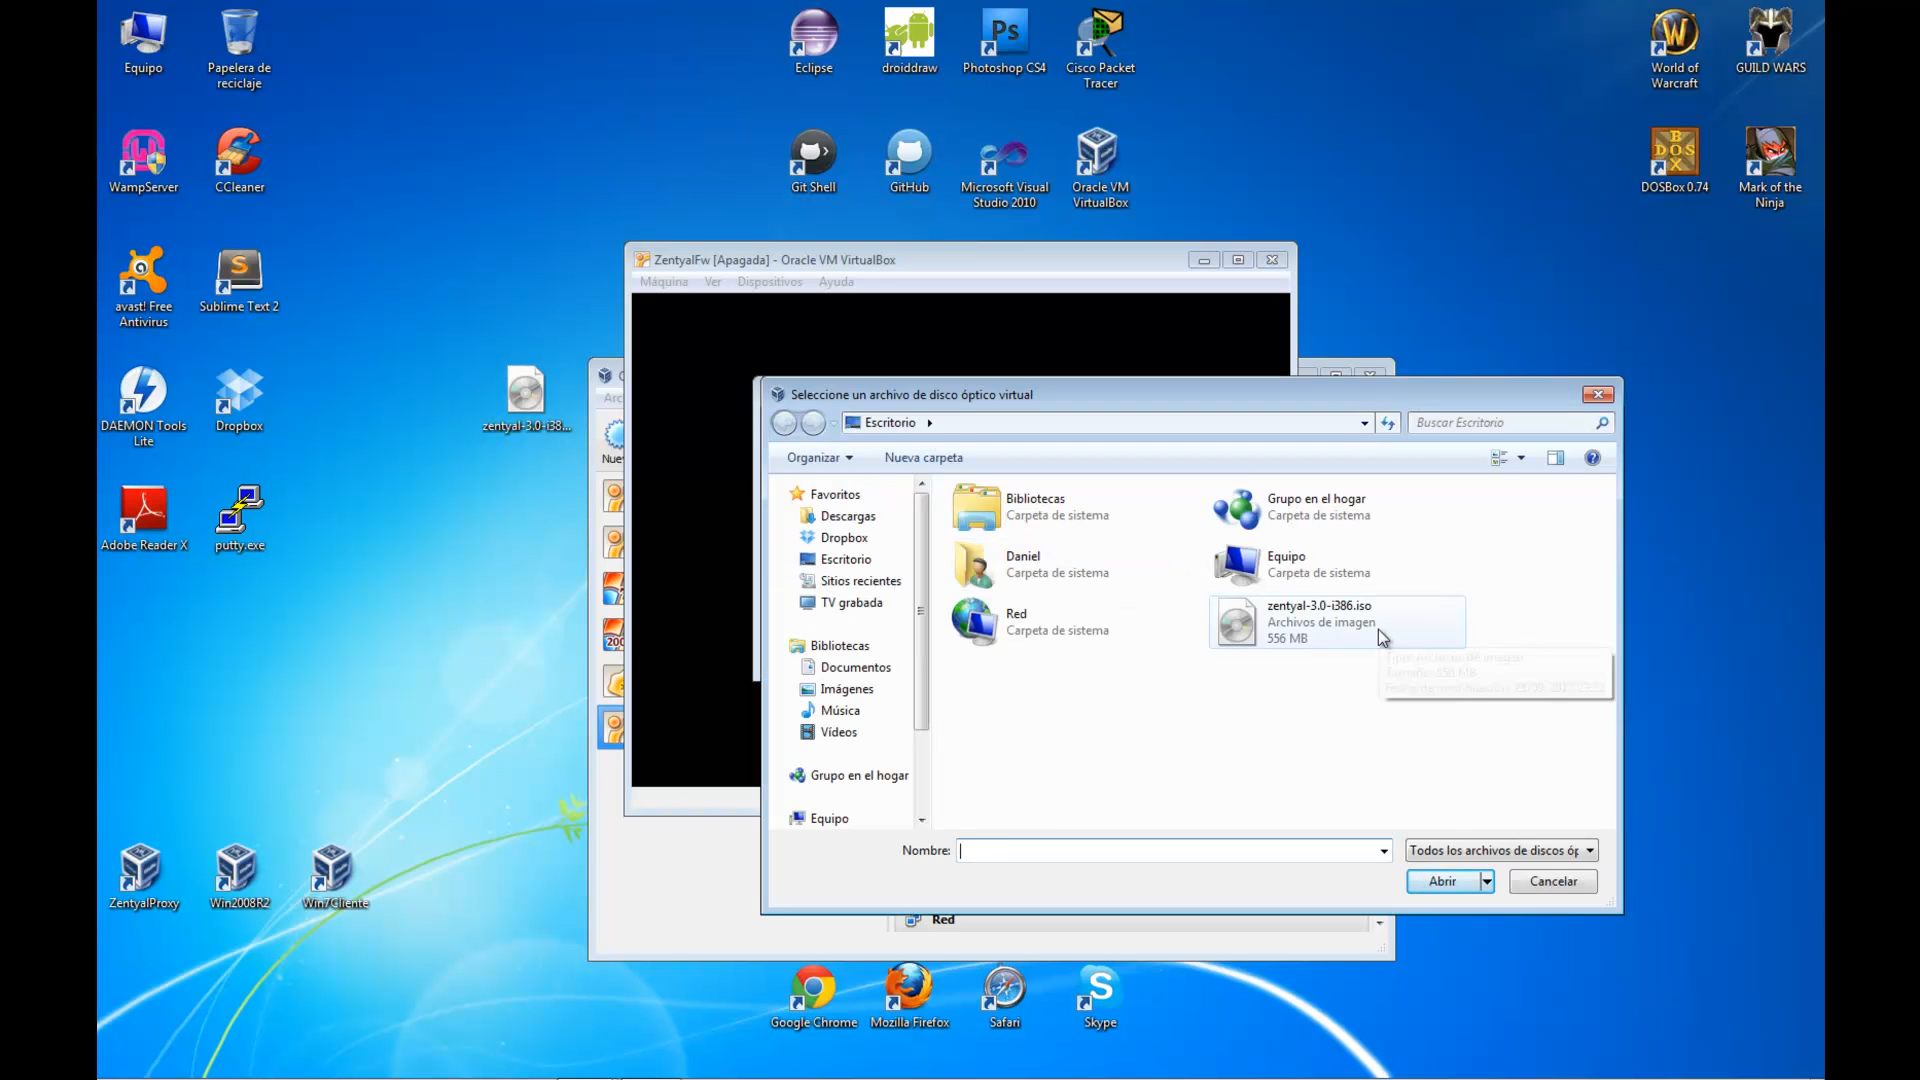 Equipo
Papelera de
reciclaje
Eclipse
droiddraw
Ps
Photoshop CS4
Cisco Packet
Tracer
World of
Warcraft
GUILD WARS
WampServer
CCleaner
Git Shell
GitHub
Microsoft Visual
Studio 2010
Oracle VM
VirtualBox
DOSBox 0.74
Mark of the
Ninja
avast! Free
Antivirus
Sublime Text 2
DAEMON Tools
Lite
Dropbox
zentyal-3.0-i38...
Adobe Reader X
putty.exe
ZentyalProxy
Win2008R2
Win7Cliente
Google Chrome
Mozilla Firefox
Safari
Skype
ZentyalFw [Apagada] - Oracle VM VirtualBox
Máquina Ver Dispositivos Ayuda
Seleccione un archivo de disco óptico virtual
Escritorio
Buscar Escritorio
Organizar
Nueva carpeta
Favoritos
Descargas
Dropbox
Escritorio
Sitios recientes
TV grabada
Bibliotecas
Documentos
Imágenes
Música
Vídeos
Grupo en el hogar
Equipo
Bibliotecas
Carpeta de sistema
Grupo en el hogar
Carpeta de sistema
Daniel
Carpeta de sistema
Equipo
Carpeta de sistema
Red
Carpeta de sistema
zentyal-3.0-i386.iso
Archivos de imagen
556 MB
Nombre:
Todos los archivos de discos óp
Abrir
Cancelar
Red